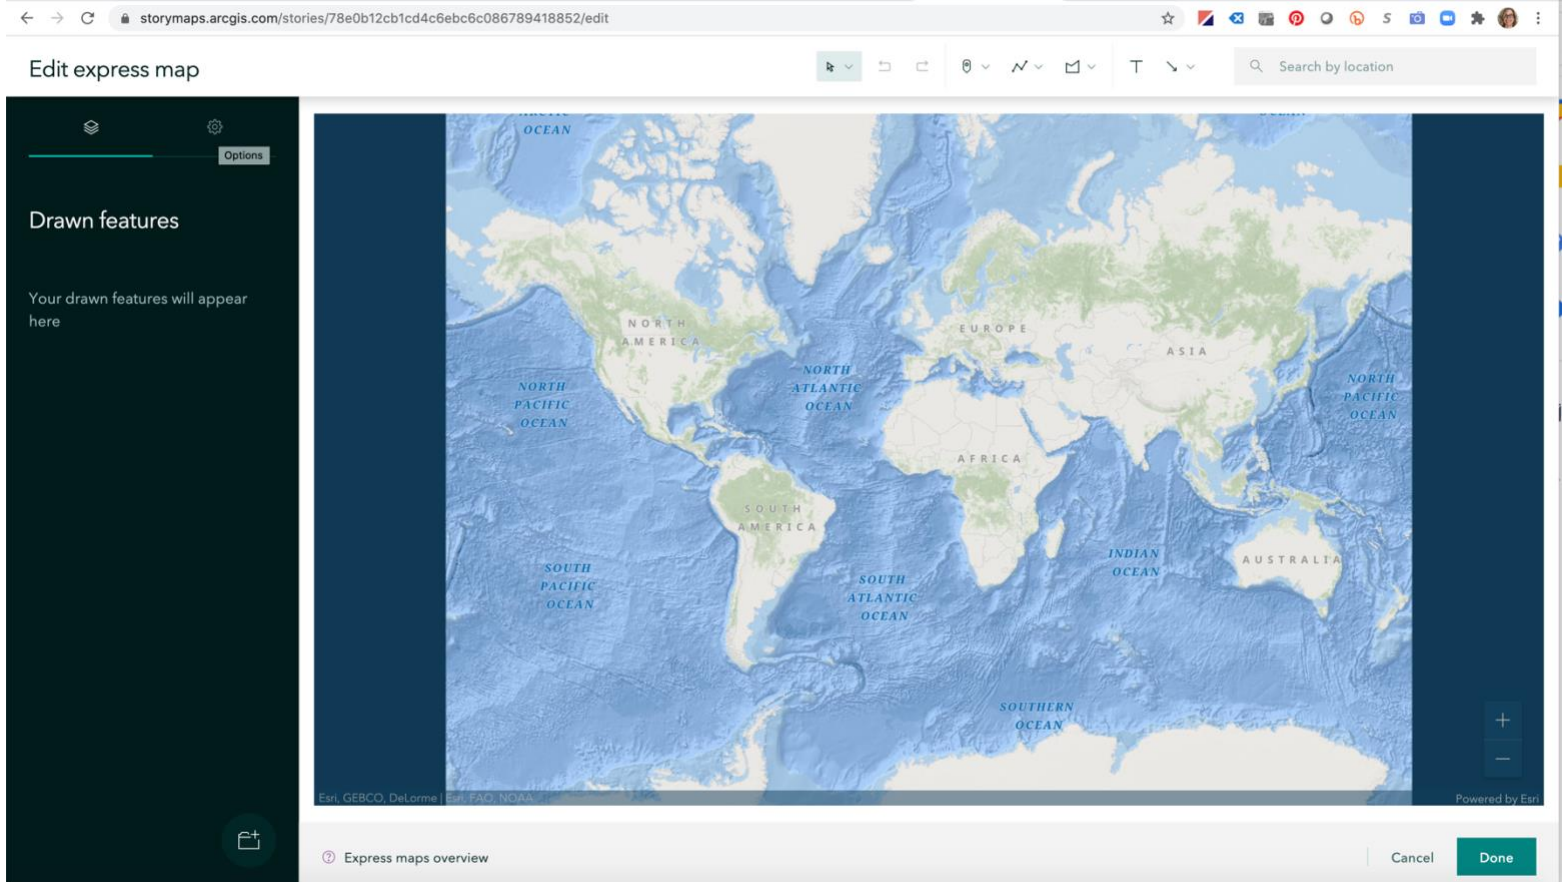 storymaps.arcgis.com/stories/78e0b12cb1cd4c6ebc6c086789418852/edit
Edit express map
Search by location
Options
Drawn features
Your drawn features will appear
here
OCEAN
NORTH
AMERICA
EUROPE
ASIA
NORTH
PACIFIC
OCEAN
NORTH
ATLANTIC
OCEAN
NORTH
PACIFIC
OCEAN
AFRICA
SOUTH
AMERICA
INDIAN
OCEAN
AUSTRALIA
SOUTH
PACIFIC
OCEAN
SOUTH
ATLANTIC
OCEAN
SOUTHERN
OCEAN
Esri, GEBCO, DeLorme | Esri, FAO, NOAA
Powered by Esri
Express maps overview
Cancel
Done